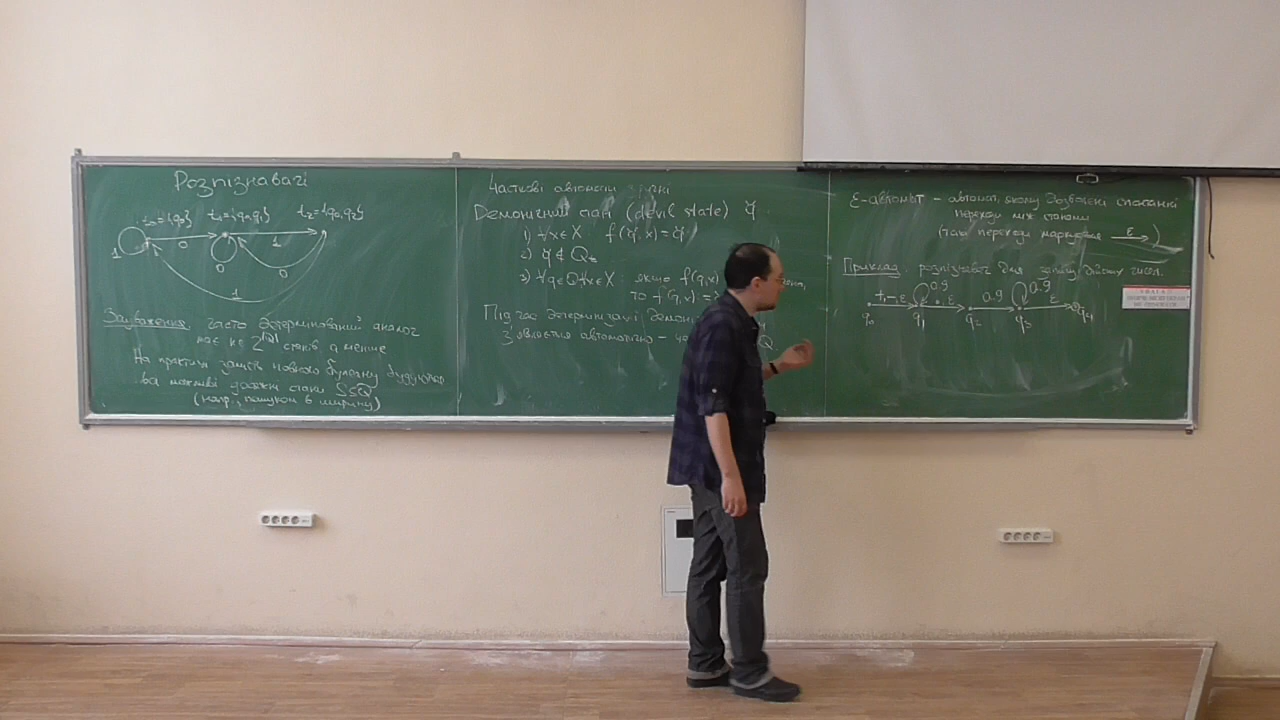 Розпізнавачі
t₀={q₀} t₁={q₀,q₁} t₂={q₀,q₂}
1 0 0 1 0
1
Зауваження: часто детермінований аналог
має не 2^|Q| станів, а менше
На практиці замість повного булеану будують
всі можливі досяжні стани S⊆Q
(напр., пошуком в ширину)
Часткові автомати зручні
Демонічний стан (devil state) q̌
1) ∀x∈X f(q̌,x)=q̌
2) q̌ ∉ Q
3) ∀q∈Q ∀x∈X: якщо f(q,x)
то f(q,x)=
Під час детермінізації демон
з'являється автоматично –
Q
ε-автомат – автомат, якому дозволені спонтанні
переходи між станами
(такі переходи маркуємо ε )
Приклад: розпізнавач для запису дійсних чисел.
+,-,ε 0..9 ., ε 0..9 0..9 ε
q₀ q₁ q₂ q₃ q₄